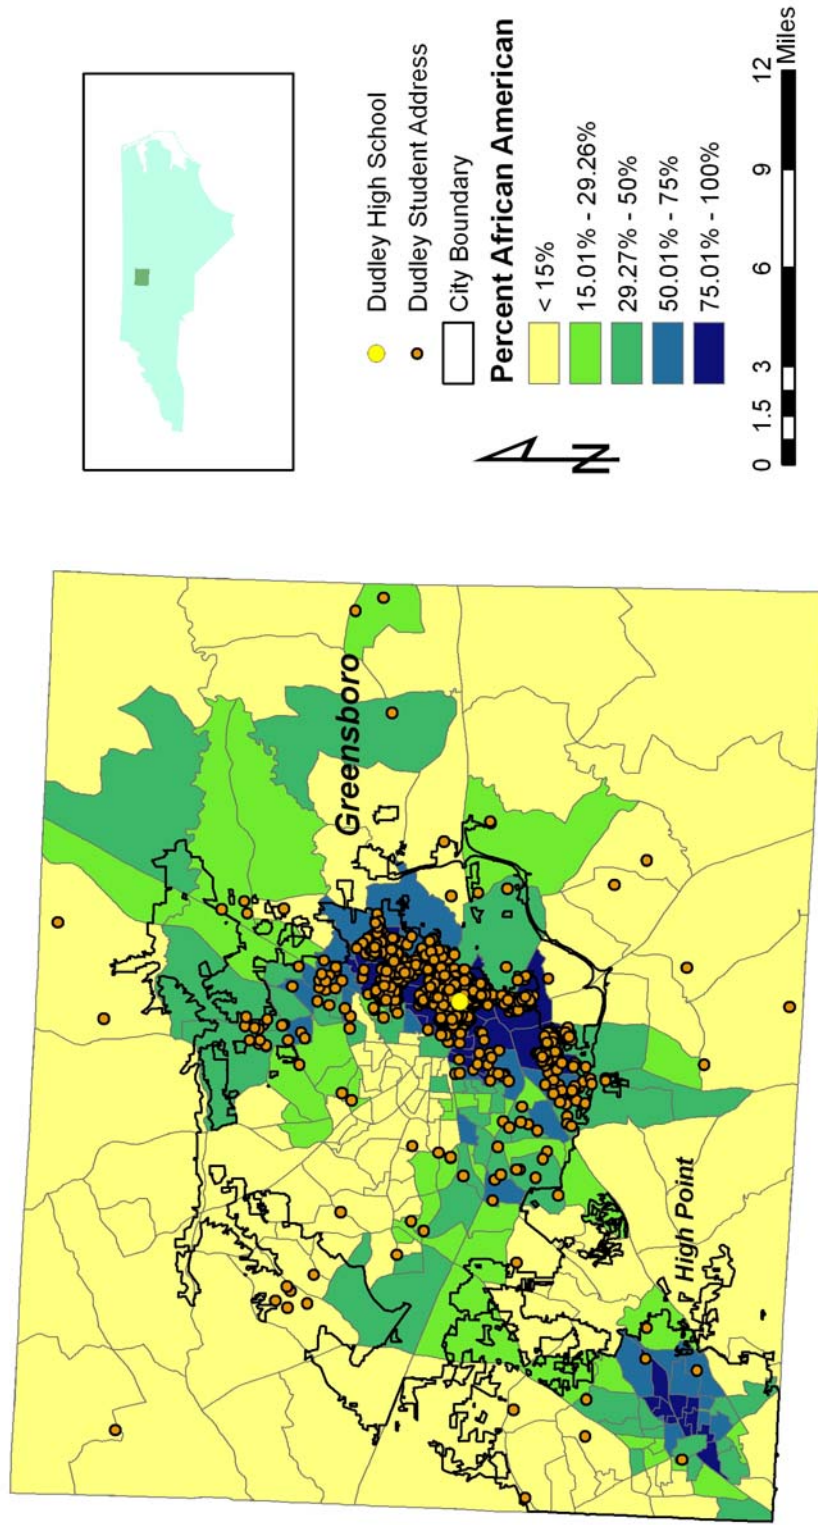 Greensboro
High Point
Dudley High School
Dudley Student Address
City Boundary
Percent African American
< 15%
15.01% - 29.26%
29.27% - 50%
50.01% - 75%
75.01% - 100%
N
0 1.5 3 6 9 12
Miles